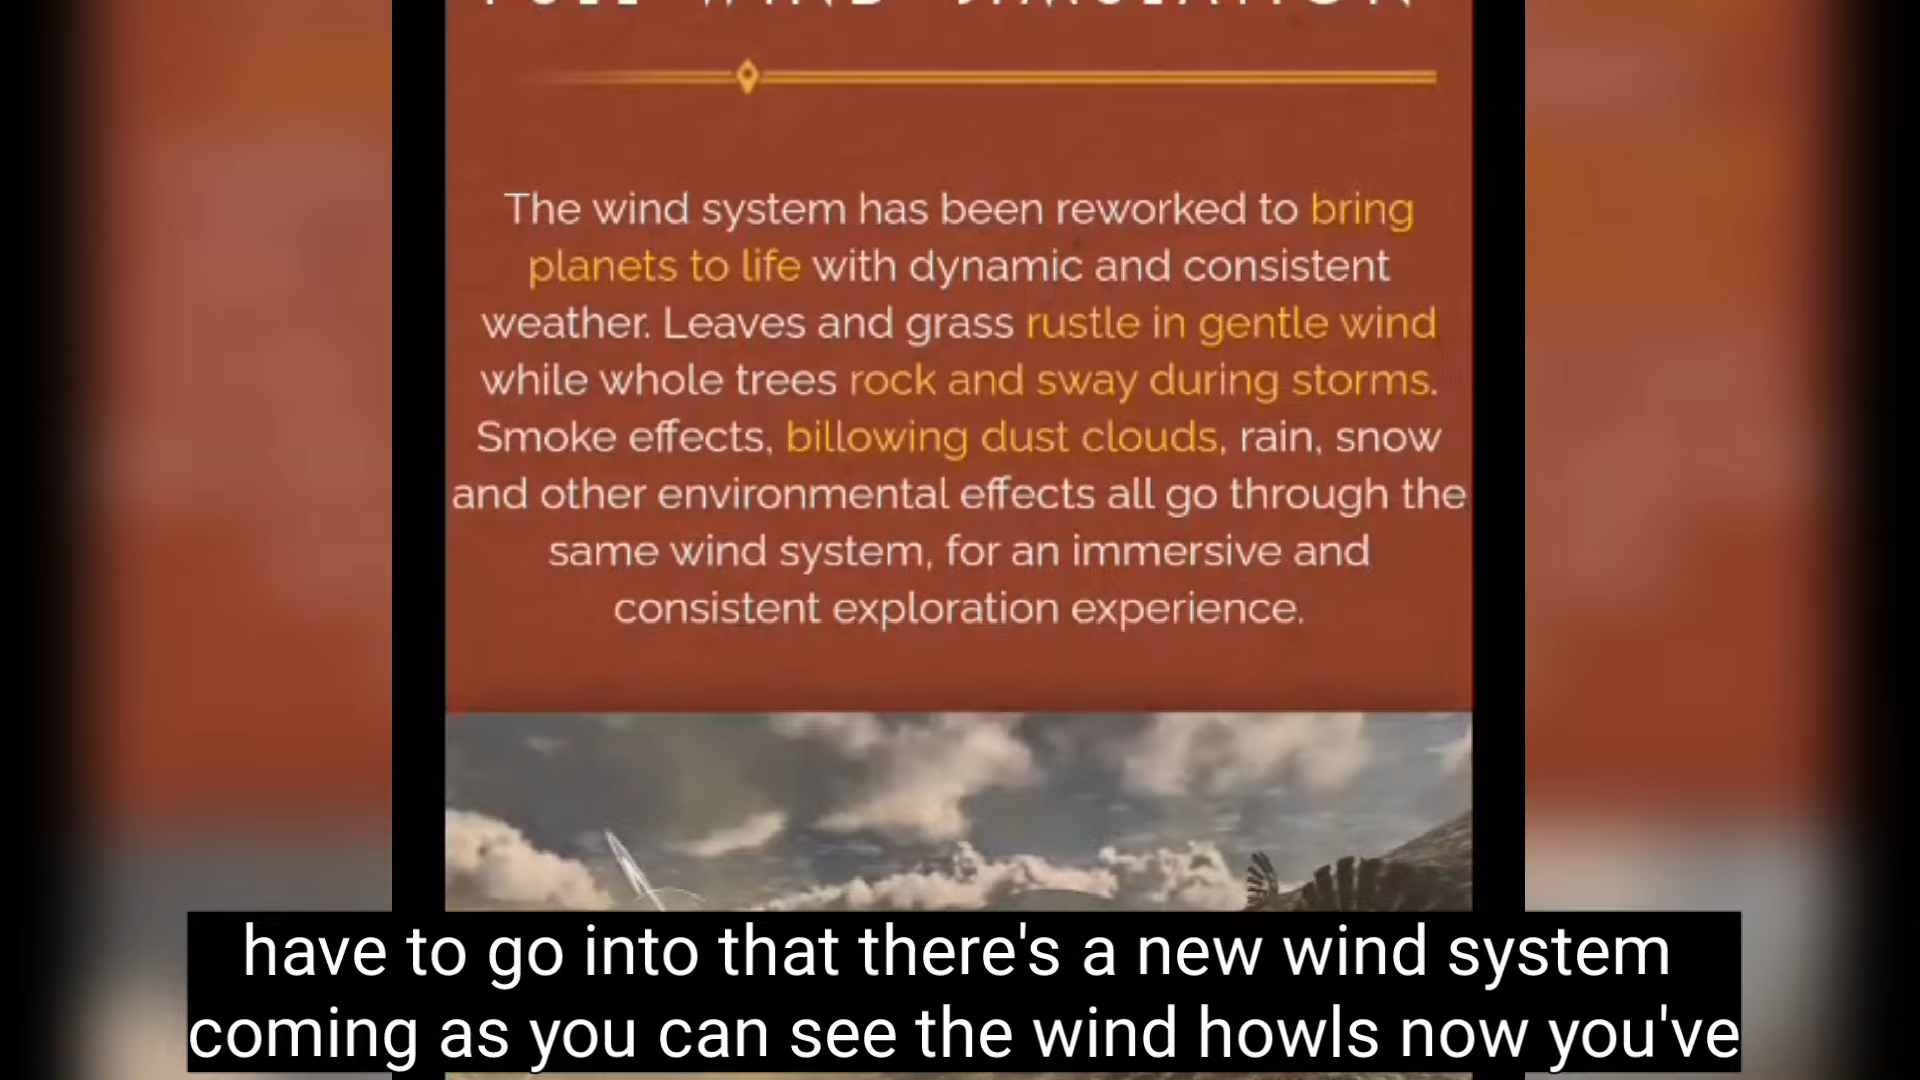 FULL WIND SIMULATION
The wind system has been reworked to bring
planets to life with dynamic and consistent
weather. Leaves and grass rustle in gentle wind
while whole trees rock and sway during storms.
Smoke effects, billowing dust clouds, rain, snow
and other environmental effects all go through the
same wind system, for an immersive and
consistent exploration experience.
have to go into that there's a new wind system
coming as you can see the wind howls now you've